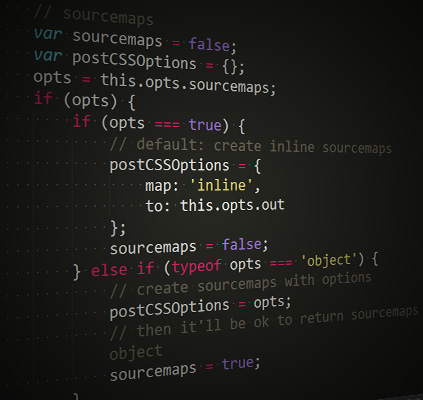 // sourcemaps
var sourcemaps = false;
var postCSSOptions = {};
opts = this.opts.sourcemaps;
if (opts) {
if (opts === true) {
// default: create inline sourcemaps
postCSSOptions = {
map: 'inline',
to: this.opts.out
};
sourcemaps = false;
} else if (typeof opts === 'object') {
// create sourcemaps with options
postCSSOptions = opts;
// then it'll be ok to return sourcemaps
object
sourcemaps = true;
}